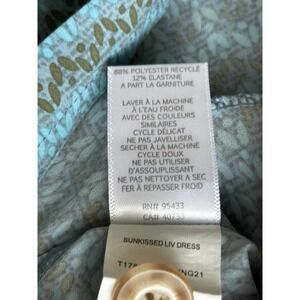 88% POLYESTER RECYCLÉ
12% ELASTANE
A PART LA GARNITURE
LAVER À LA MACHINE
À L'EAU FROIDE
AVEC DES COULEURS
SIMILAIRES
CYCLE DÉLICAT
NE PAS JAVELLISER
SECHER À LA MACHINE
CYCLE DOUX
NE PAS UTILISER
D'ASSOUPLISSANT
NE PAS NETTOYER A SEC
FER À REPASSER FROID
RN# 95433
CA# 40733
SUNKISSED LIV DRESS